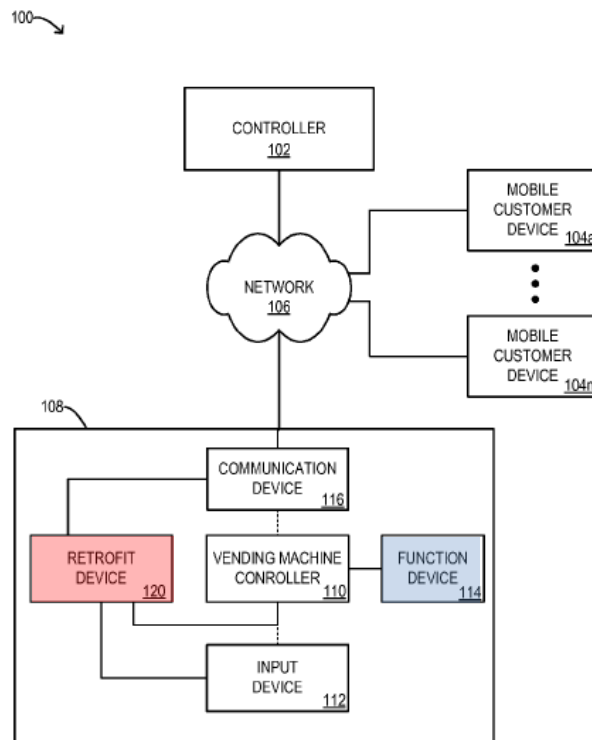 100
CONTROLLER
102
MOBILE
CUSTOMER
DEVICE
104a
NETWORK
106
MOBILE
CUSTOMER
DEVICE
104n
108
COMMUNICATION
DEVICE
116
RETROFIT
DEVICE
120
VENDING MACHINE
CONROLLER
110
FUNCTION
DEVICE
114
INPUT
DEVICE
112